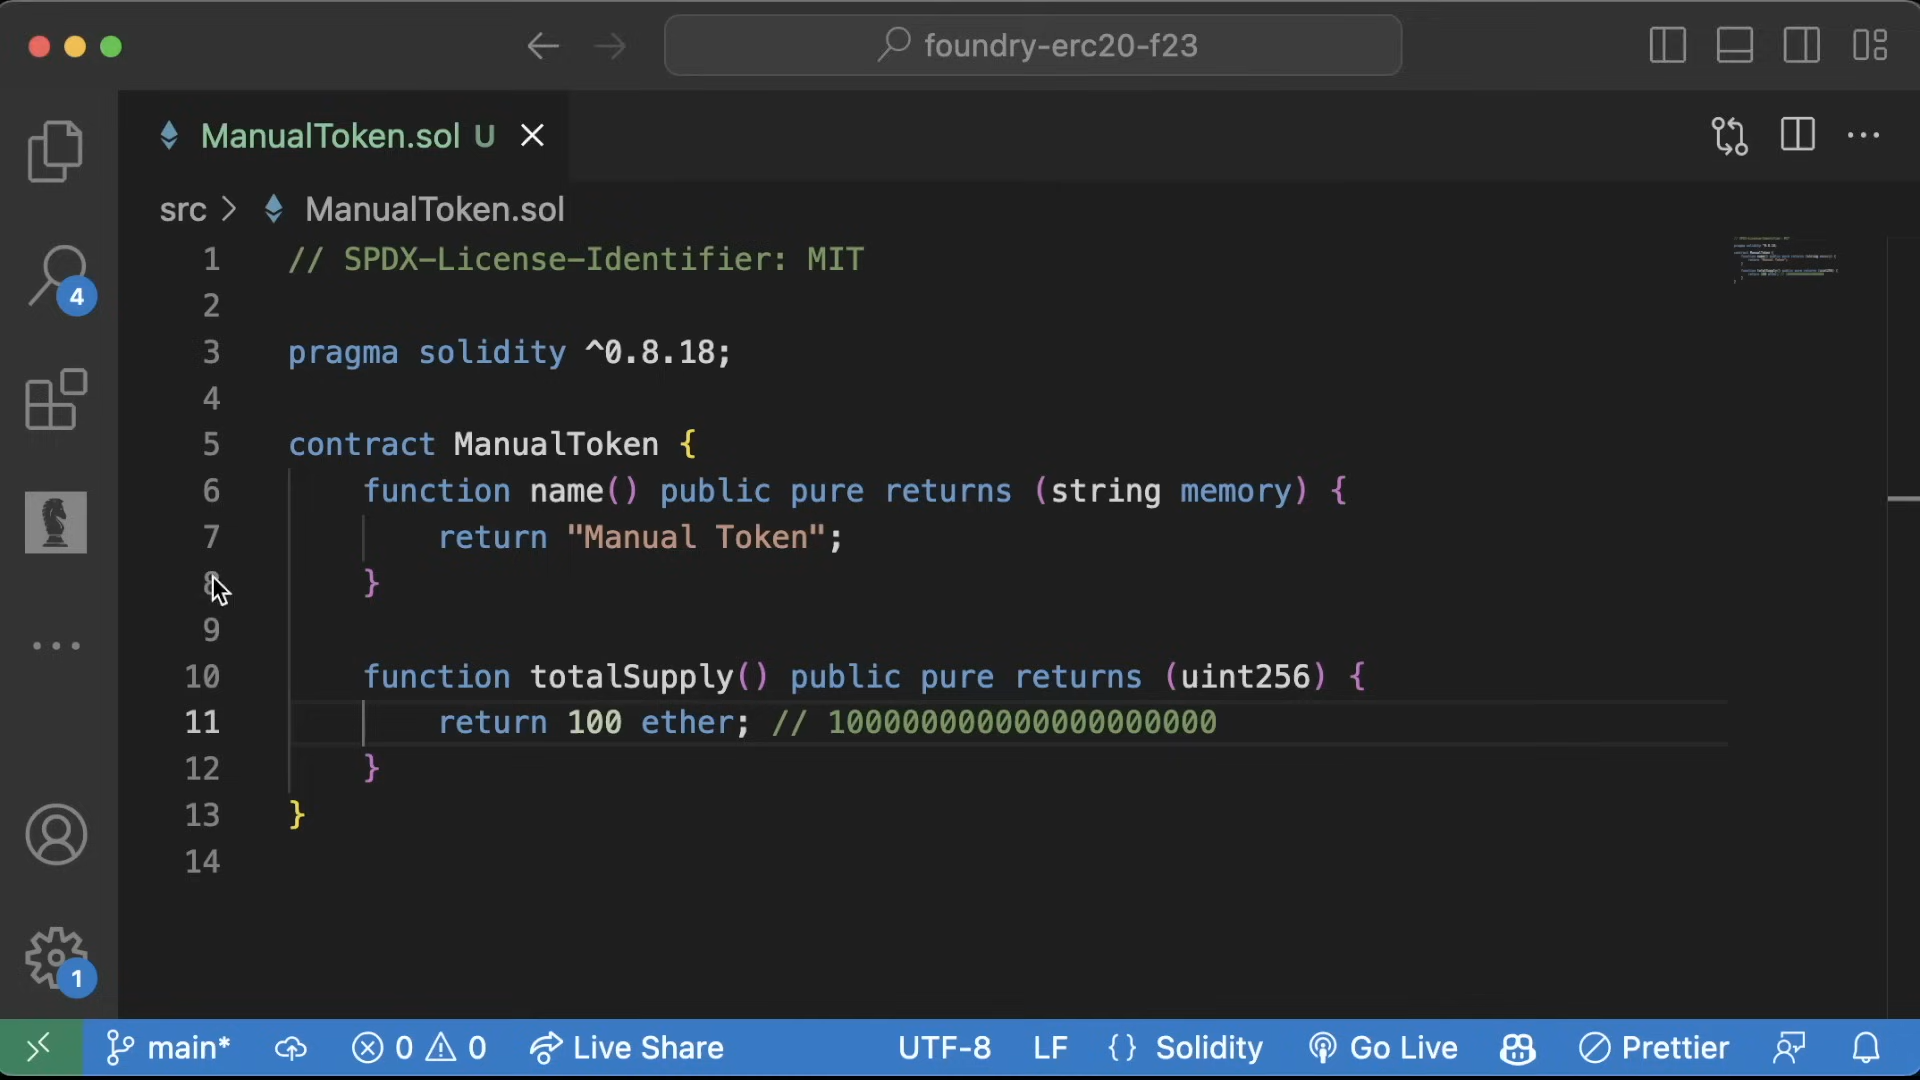 foundry-erc20-f23
ManualToken.sol U
src > ManualToken.sol
1 // SPDX-License-Identifier: MIT
2
3 pragma solidity ^0.8.18;
4
5 contract ManualToken {
6 function name() public pure returns (string memory) {
7 return "Manual Token";
8 }
9
10 function totalSupply() public pure returns (uint256) {
11 return 100 ether; // 100000000000000000000
12 }
13 }
14
4
1
main* 0 0 Live Share UTF-8 LF {} Solidity Go Live Prettier